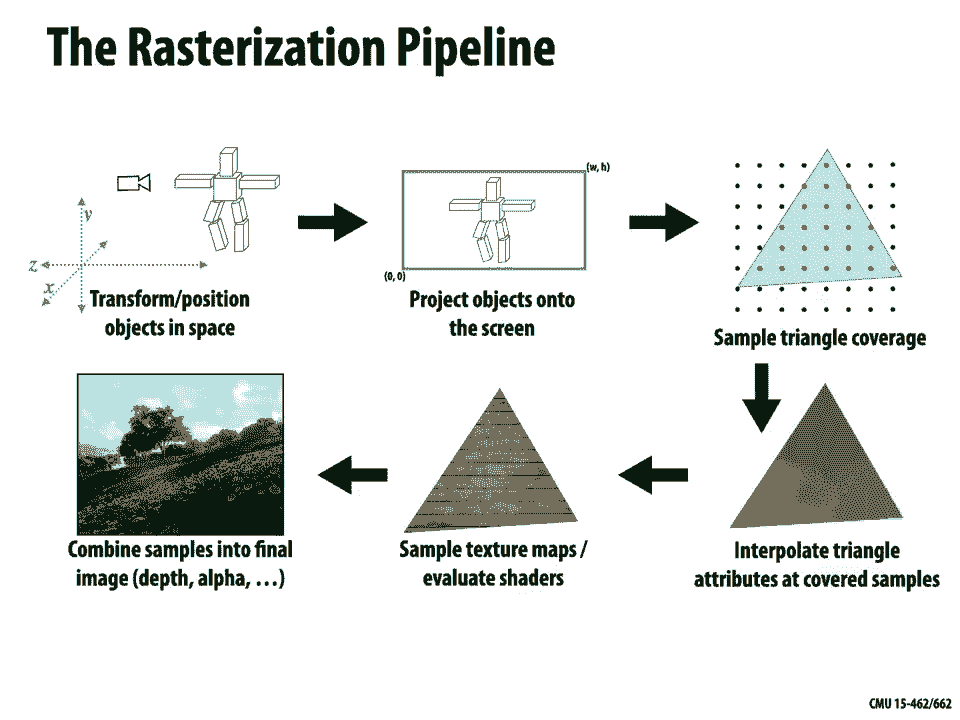 The Rasterization Pipeline
(w, h)
y
z
x
(0, 0)
Transform/position
objects in space
Project objects onto
the screen
Sample triangle coverage
Combine samples into final
image (depth, alpha, …)
Sample texture maps /
evaluate shaders
Interpolate triangle
attributes at covered samples
CMU 15-462/662